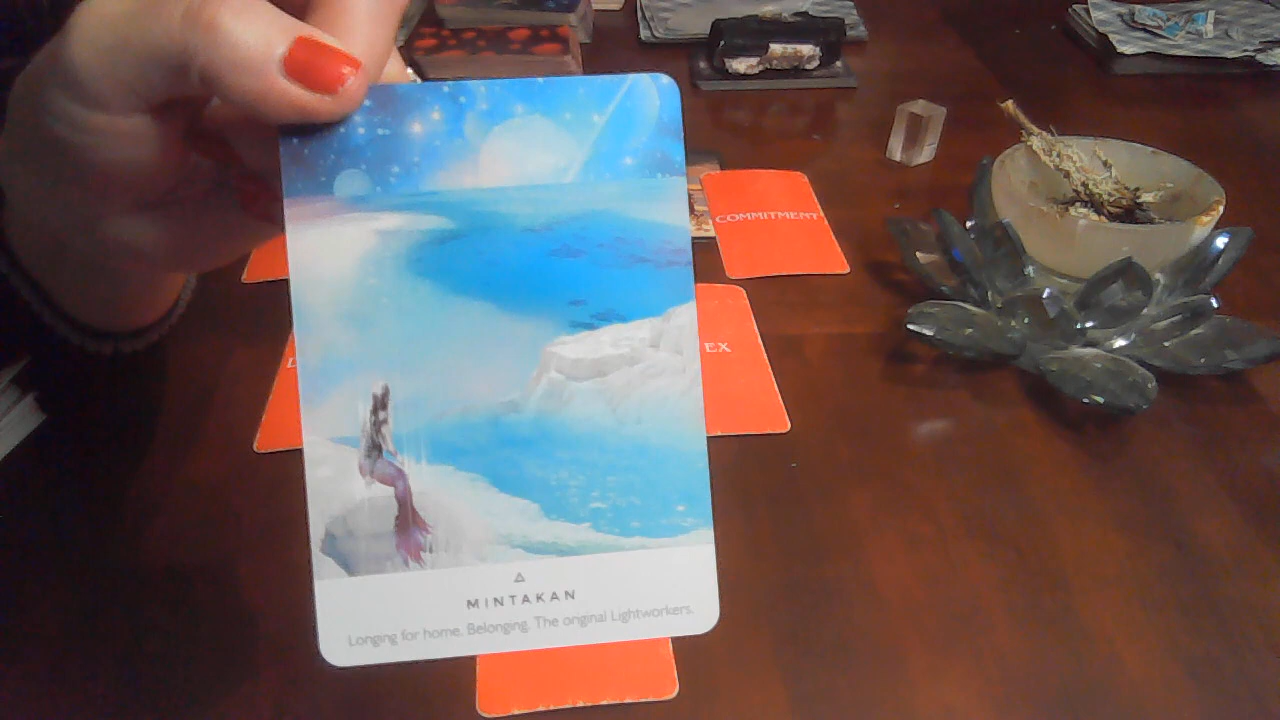 COMMITMENT
EX
MINTAKAN
Longing for home. Belonging. The original Lightworkers.